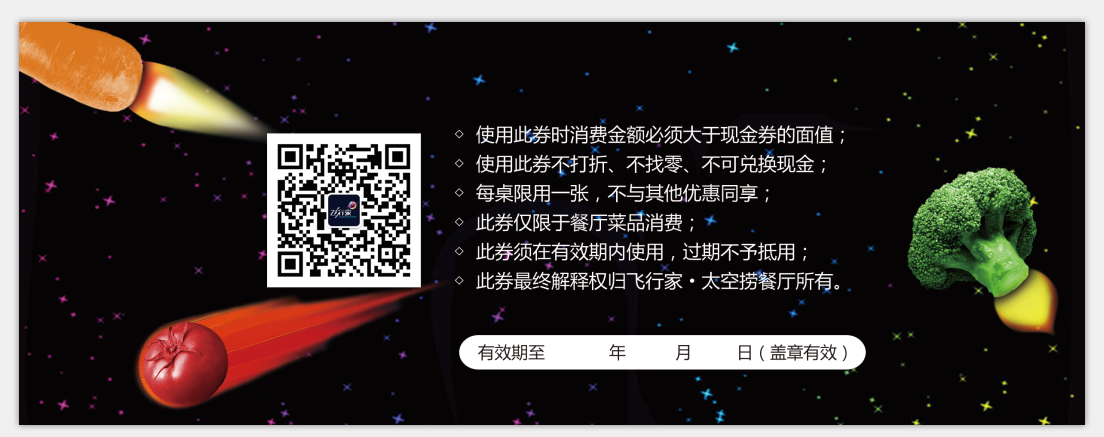 ◇ 使用此券时消费金额必须大于现金券的面值；
◇ 使用此券不打折、不找零、不可兑换现金；
◇ 每桌限用一张，不与其他优惠同享；
◇ 此券仅限于餐厅菜品消费；
◇ 此券须在有效期内使用，过期不予抵用；
◇ 此券最终解释权归飞行家·太空捞餐厅所有。
有效期至 年 月 日（盖章有效）